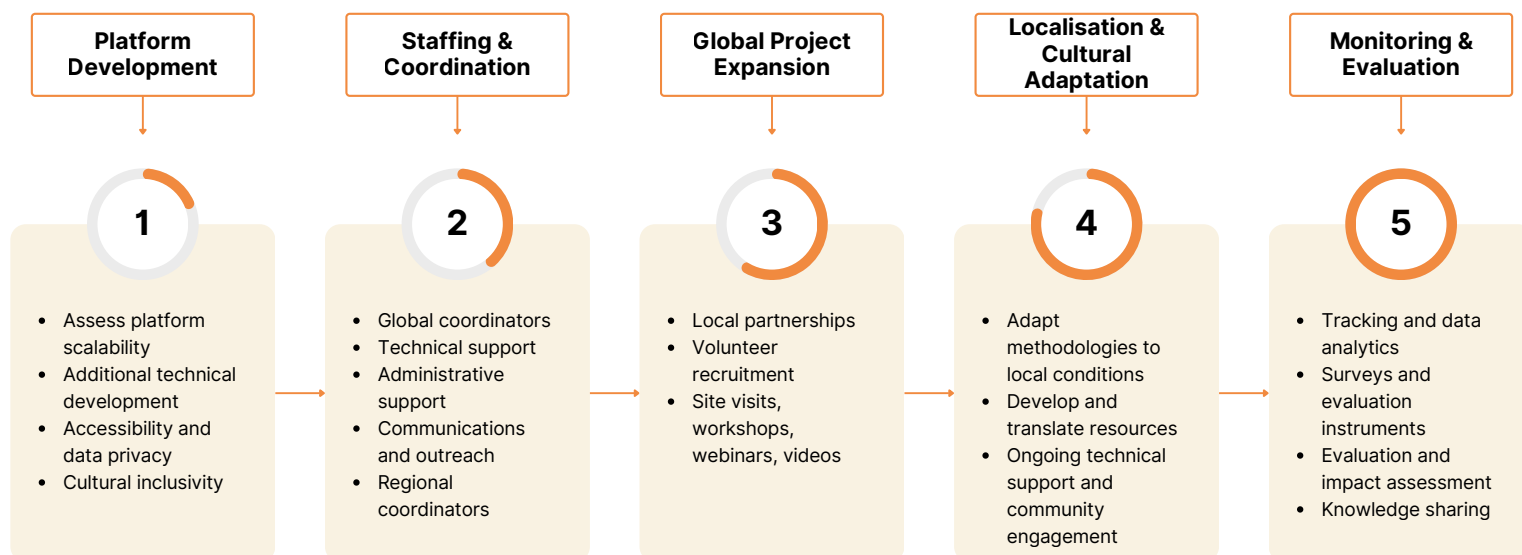 Platform
Development
Staffing &
Coordination
Global Project
Expansion
Localisation &
Cultural
Adaptation
Monitoring &
Evaluation
1
• Assess platform
scalability
• Additional technical
development
• Accessibility and
data privacy
• Cultural inclusivity
2
• Global coordinators
• Technical support
• Administrative
support
• Communications
and outreach
• Regional
coordinators
3
• Local partnerships
• Volunteer
recruitment
• Site visits,
workshops,
webinars, videos
4
• Adapt
methodologies to
local conditions
• Develop and
translate resources
• Ongoing technical
support and
community
engagement
5
• Tracking and data
analytics
• Surveys and
evaluation
instruments
• Evaluation and
impact assessment
• Knowledge sharing